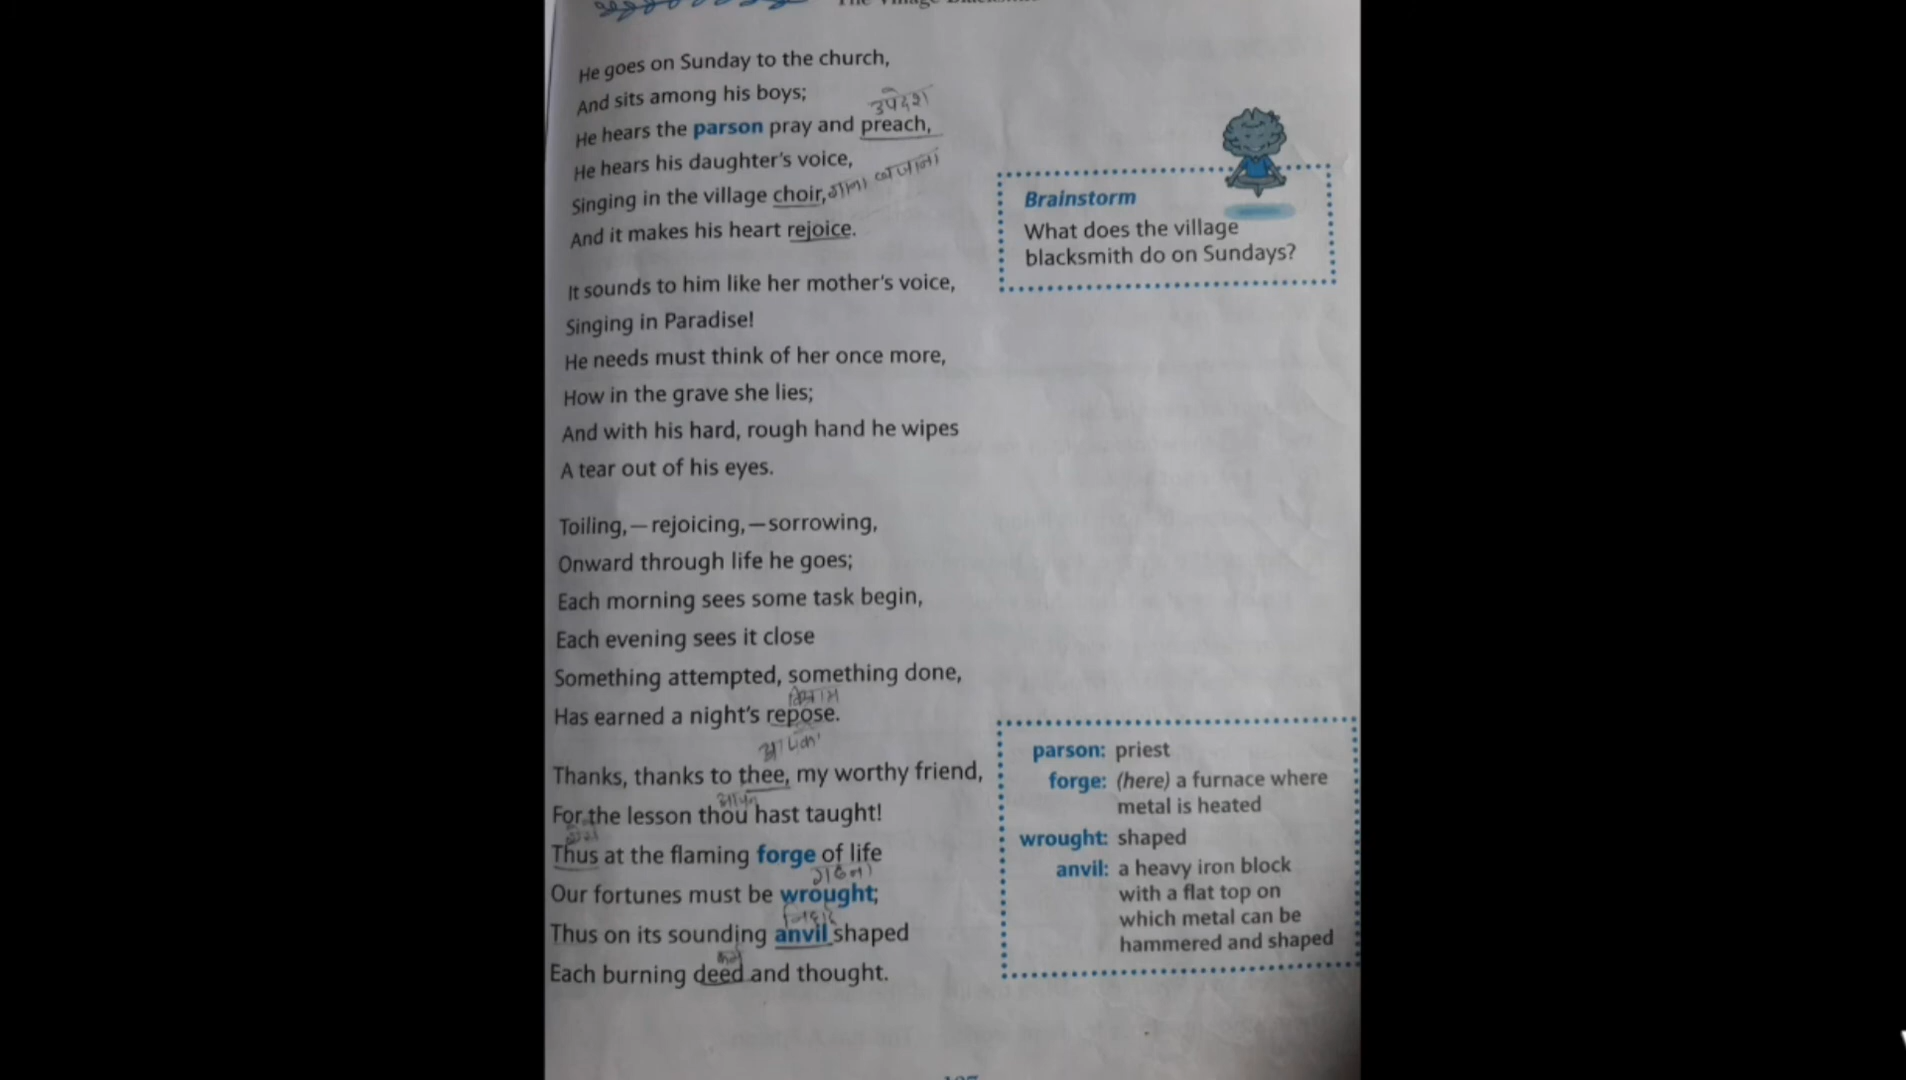 The Village Blacksmith
He goes on Sunday to the church,
And sits among his boys;
उपदेश
He hears the parson pray and preach,
He hears his daughter's voice,
Singing in the village choir, गाना बजाना
And it makes his heart rejoice.
It sounds to him like her mother's voice,
Singing in Paradise!
He needs must think of her once more,
How in the grave she lies;
And with his hard, rough hand he wipes
A tear out of his eyes.
Toiling,—rejoicing,—sorrowing,
Onward through life he goes;
Each morning sees some task begin,
Each evening sees it close
Something attempted, something done,
Has earned a night's repose.
Thanks, thanks to thee, my worthy friend,
For the lesson thou hast taught!
Thus at the flaming forge of life
Our fortunes must be wrought;
Thus on its sounding anvil shaped
Each burning deed and thought.
Brainstorm
What does the village
blacksmith do on Sundays?
parson: priest
forge: (here) a furnace where
metal is heated
wrought: shaped
anvil: a heavy iron block
with a flat top on
which metal can be
hammered and shaped